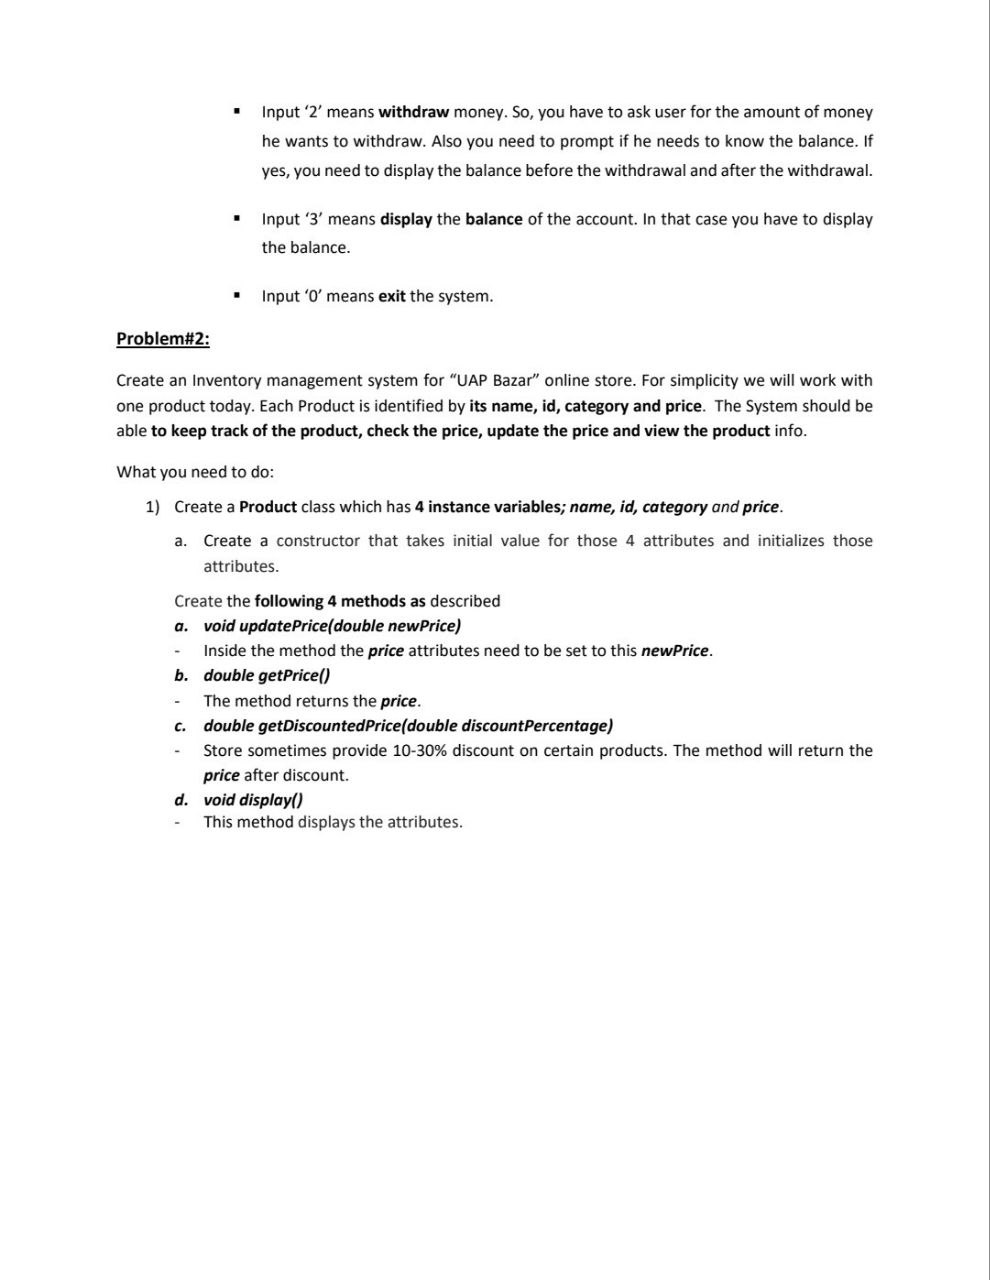 ▪ Input ‘2’ means withdraw money. So, you have to ask user for the amount of money
he wants to withdraw. Also you need to prompt if he needs to know the balance. If
yes, you need to display the balance before the withdrawal and after the withdrawal.
▪ Input ‘3’ means display the balance of the account. In that case you have to display
the balance.
▪ Input ‘0’ means exit the system.
Problem#2:
Create an Inventory management system for “UAP Bazar” online store. For simplicity we will work with
one product today. Each Product is identified by its name, id, category and price. The System should be
able to keep track of the product, check the price, update the price and view the product info.
What you need to do:
1) Create a Product class which has 4 instance variables; name, id, category and price.
a. Create a constructor that takes initial value for those 4 attributes and initializes those
attributes.
Create the following 4 methods as described
a. void updatePrice(double newPrice)
- Inside the method the price attributes need to be set to this newPrice.
b. double getPrice()
- The method returns the price.
c. double getDiscountedPrice(double discountPercentage)
- Store sometimes provide 10-30% discount on certain products. The method will return the
price after discount.
d. void display()
- This method displays the attributes.